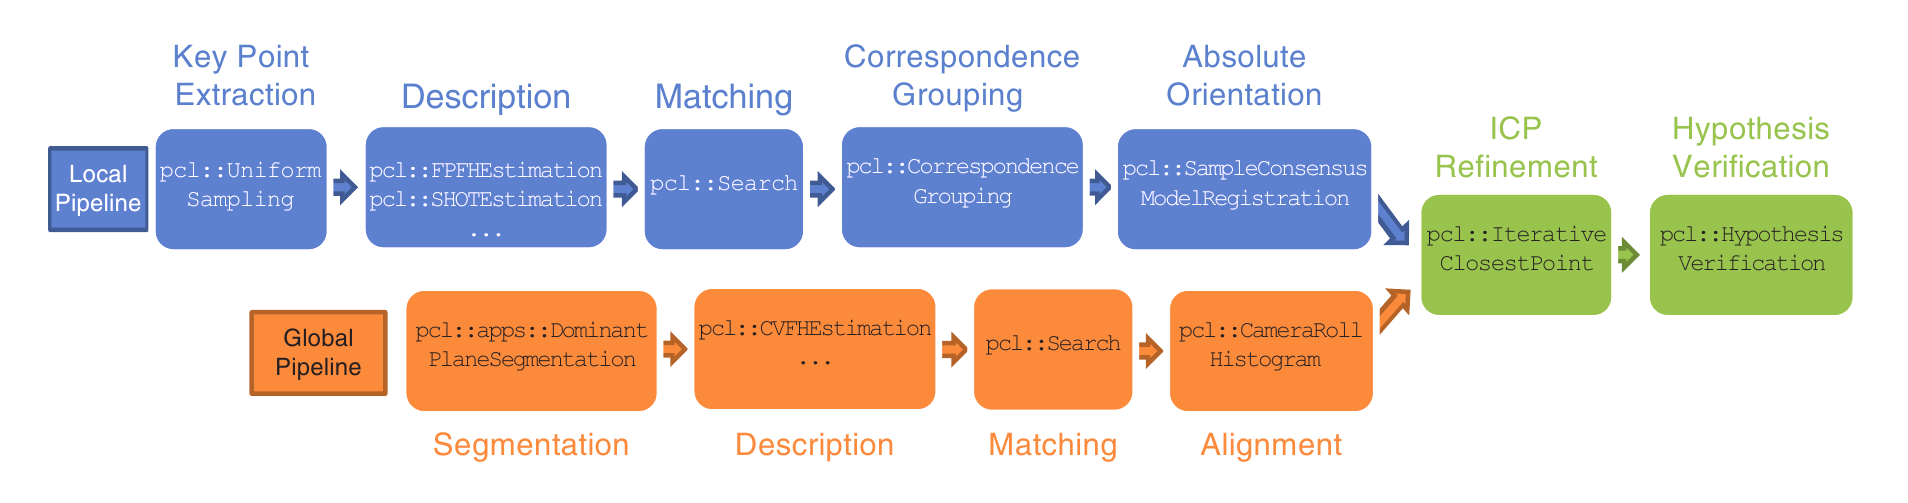 Key Point
Extraction
Description
Matching
Correspondence
Grouping
Absolute
Orientation
ICP
Refinement
Hypothesis
Verification
Local
Pipeline
pcl::Uniform
Sampling
pcl::FPFHEstimation
pcl::SHOTEstimation
...
pcl::Search
pcl::Correspondence
Grouping
pcl::SampleConsensus
ModelRegistration
pcl::Iterative
ClosestPoint
pcl::Hypothesis
Verification
Global
Pipeline
pcl::apps::Dominant
PlaneSegmentation
pcl::CVFHEstimation
...
pcl::Search
pcl::CameraRoll
Histogram
Segmentation
Description
Matching
Alignment